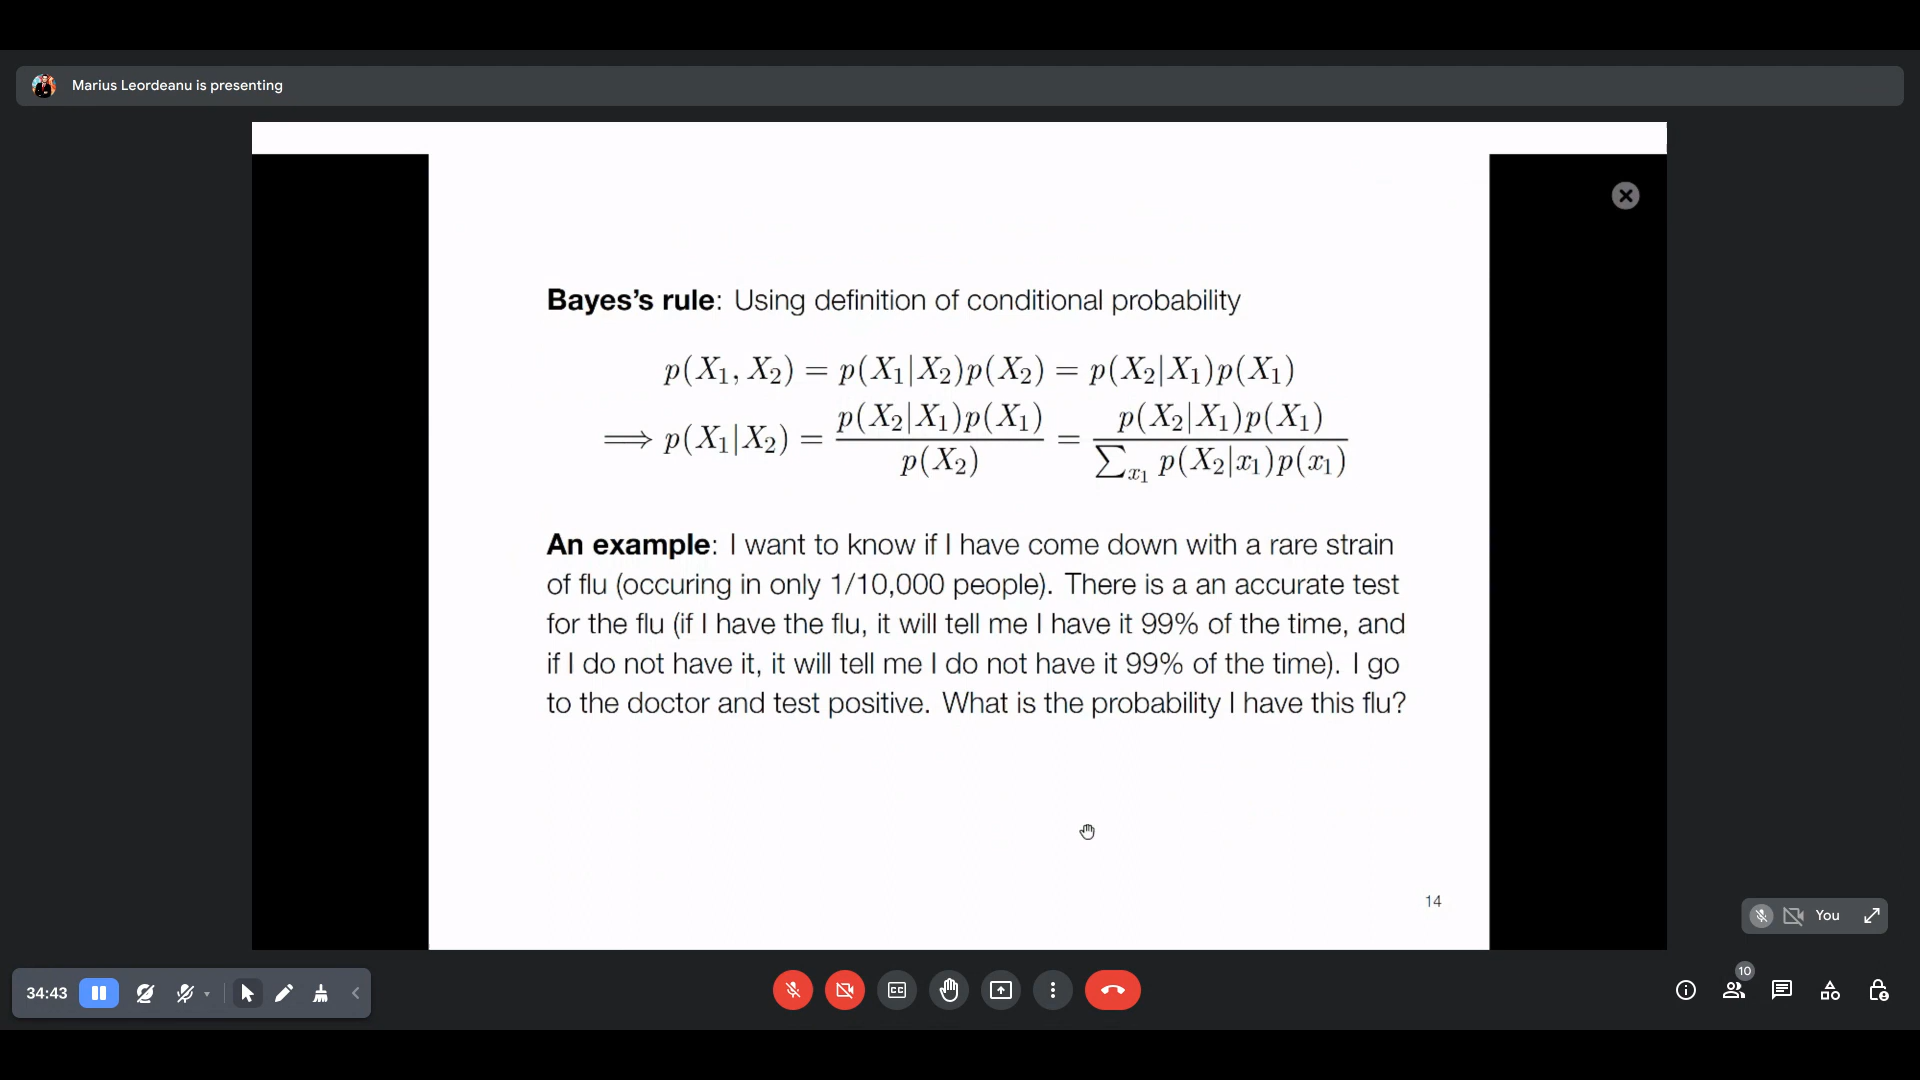 Marius Leordeanu is presenting
Bayes's rule: Using definition of conditional probability
p(X₁, X₂) = p(X₁|X₂)p(X₂) = p(X₂|X₁)p(X₁)
⟹ p(X₁|X₂) = p(X₂|X₁)p(X₁) / p(X₂) = p(X₂|X₁)p(X₁) / ∑ₓ₁ p(X₂|x₁)p(x₁)
An example: I want to know if I have come down with a rare strain
of flu (occuring in only 1/10,000 people). There is a an accurate test
for the flu (if I have the flu, it will tell me I have it 99% of the time, and
if I do not have it, it will tell me I do not have it 99% of the time). I go
to the doctor and test positive. What is the probability I have this flu?
14
You
34:43
CC
10